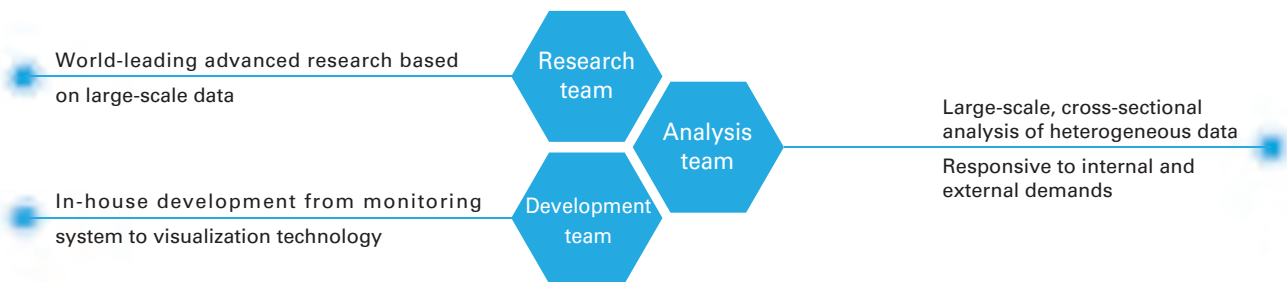 World-leading advanced research based
on large-scale data
Research
team
Analysis
team
Large-scale, cross-sectional
analysis of heterogeneous data
Responsive to internal and
external demands
In-house development from monitoring
system to visualization technology
Development
team